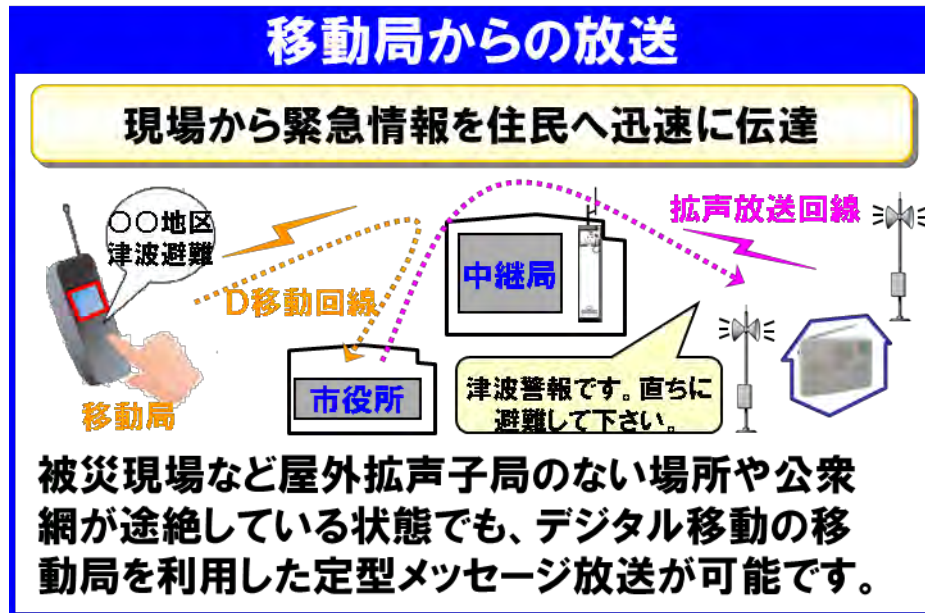 移動局からの放送
現場から緊急情報を住民へ迅速に伝達
〇〇地区
津波避難
拡声放送回線
中継局
D移動回線
市役所
移動局
津波警報です。直ちに
避難して下さい。
被災現場など屋外拡声子局のない場所や公衆
網が途絶している状態でも、デジタル移動の移
動局を利用した定型メッセージ放送が可能です。